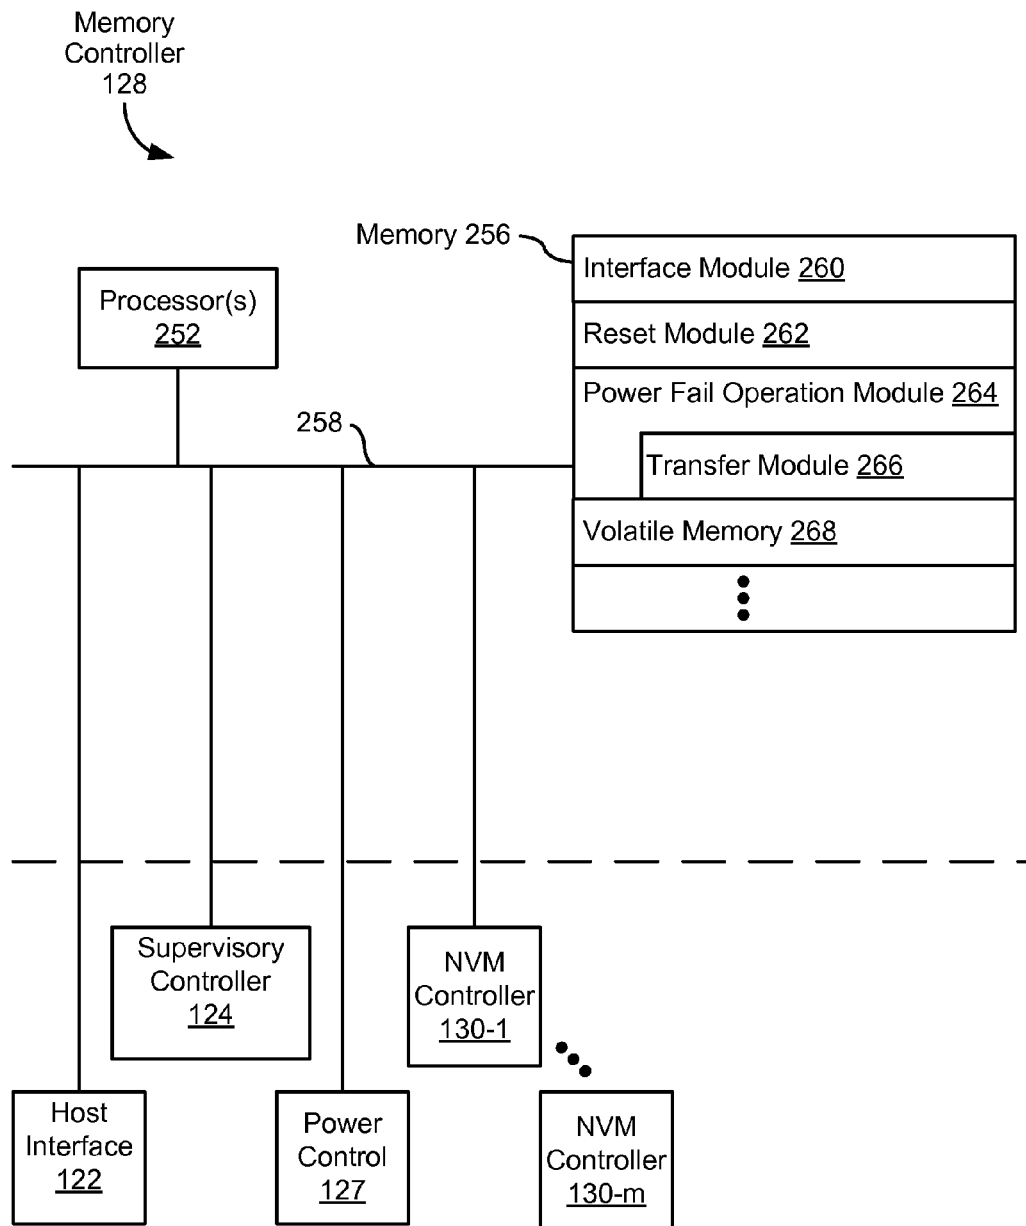 Memory
Controller
128
Memory 256
Interface Module 260
Processor(s)
252
Reset Module 262
Power Fail Operation Module 264
258
Transfer Module 266
Volatile Memory 268
Supervisory
Controller
124
NVM
Controller
130-1
Host
Interface
122
Power
Control
127
NVM
Controller
130-m